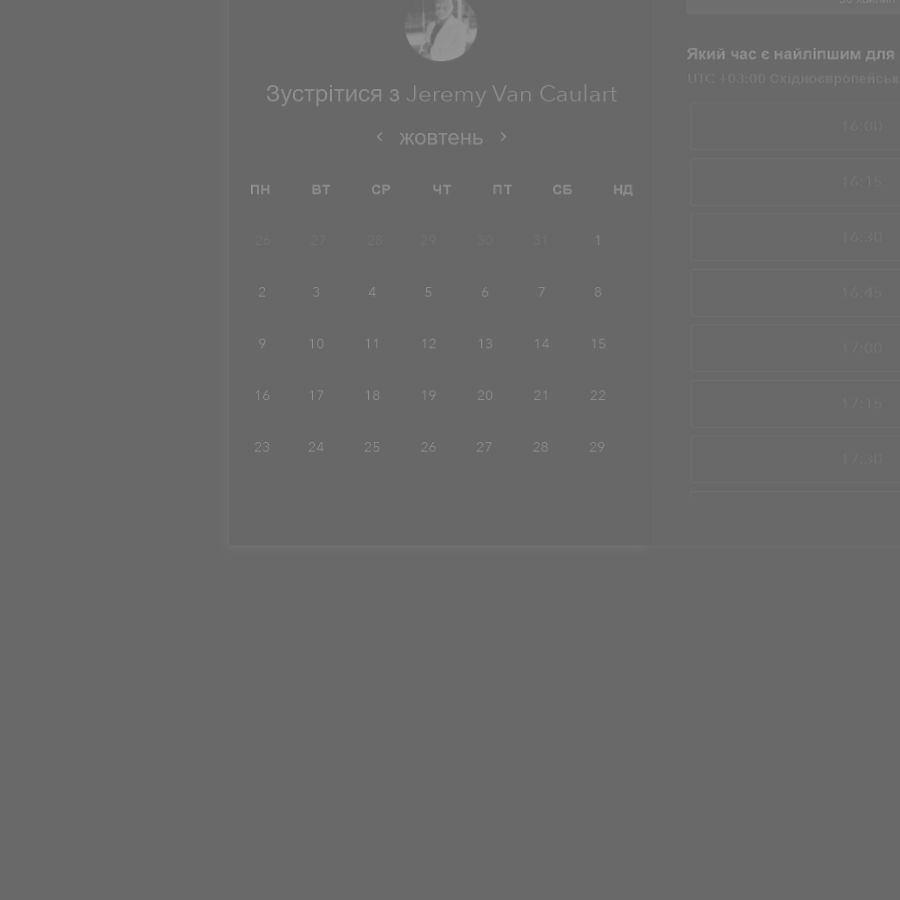 Зустрітися з Jeremy Van Caulart
жовтень
ПН ВТ СР ЧТ ПТ СБ НД
26 27 28 29 30 31 1
2 3 4 5 6 7 8
9 10 11 12 13 14 15
16 17 18 19 20 21 22
23 24 25 26 27 28 29
Який час є найліпшим для
UTC +03:00
16:00
16:15
16:30
16:45
17:00
17:15
17:30